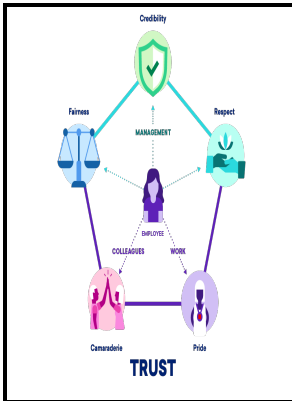 Credibility
Fairness
Respect
MANAGEMENT
EMPLOYEE
COLLEAGUES
WORK
Camaraderie
Pride
TRUST